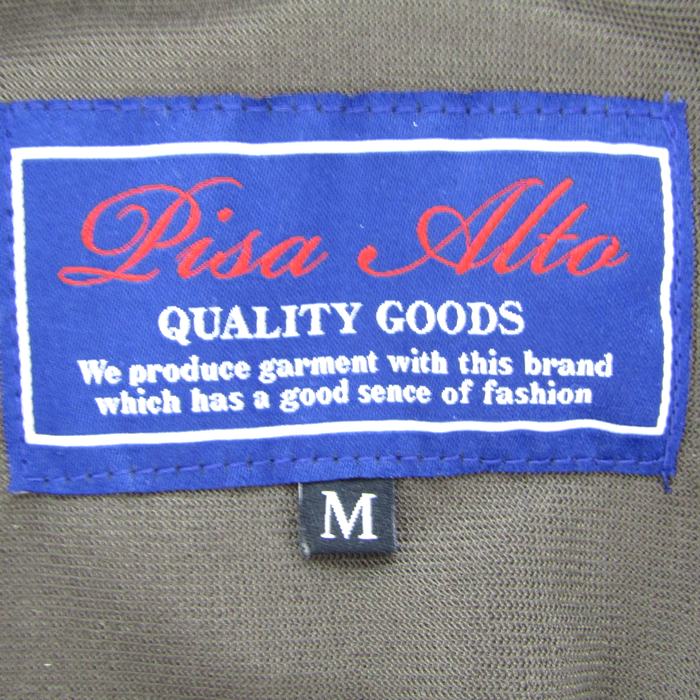 Pisa Alto
QUALITY GOODS
We produce garment with this brand
which has a good sence of fashion
M